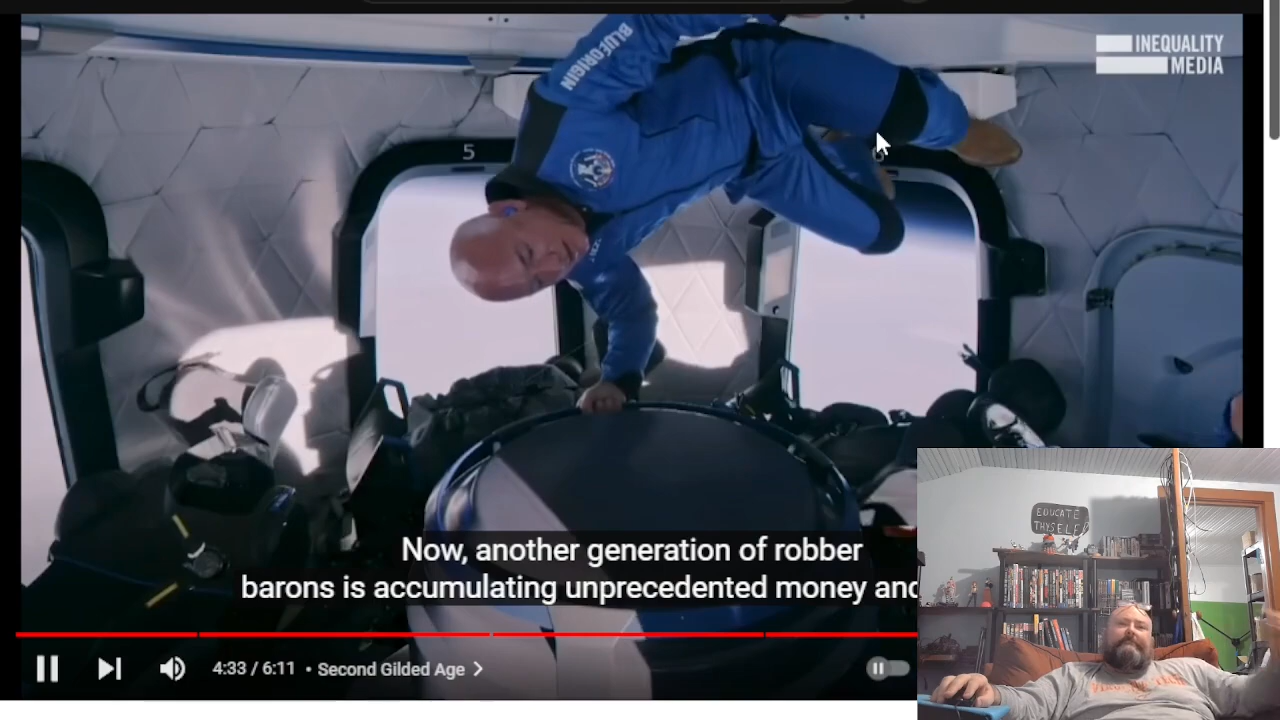 INEQUALITY
MEDIA
BLUE ORIGIN
5
Now, another generation of robber
barons is accumulating unprecedented money and
4:33 / 6:11 • Second Gilded Age
EDUCATE
THYSELF